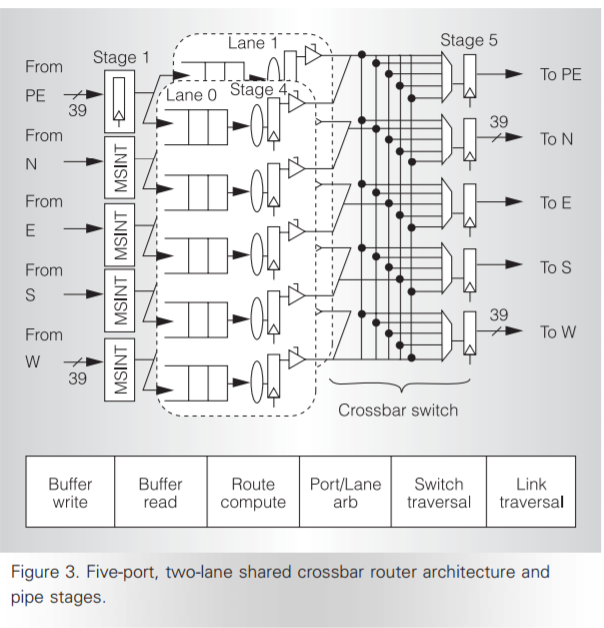 Stage 1
Lane 1
Stage 5
From
PE
39
Lane 0
Stage 4
To PE
From
N
MSINT
39
To N
From
E
MSINT
To E
From
S
MSINT
To S
From
W
39
MSINT
39
To W
Crossbar switch
Buffer
write
Buffer
read
Route
compute
Port/Lane
arb
Switch
traversal
Link
traversal
Figure 3. Five-port, two-lane shared crossbar router architecture and
pipe stages.